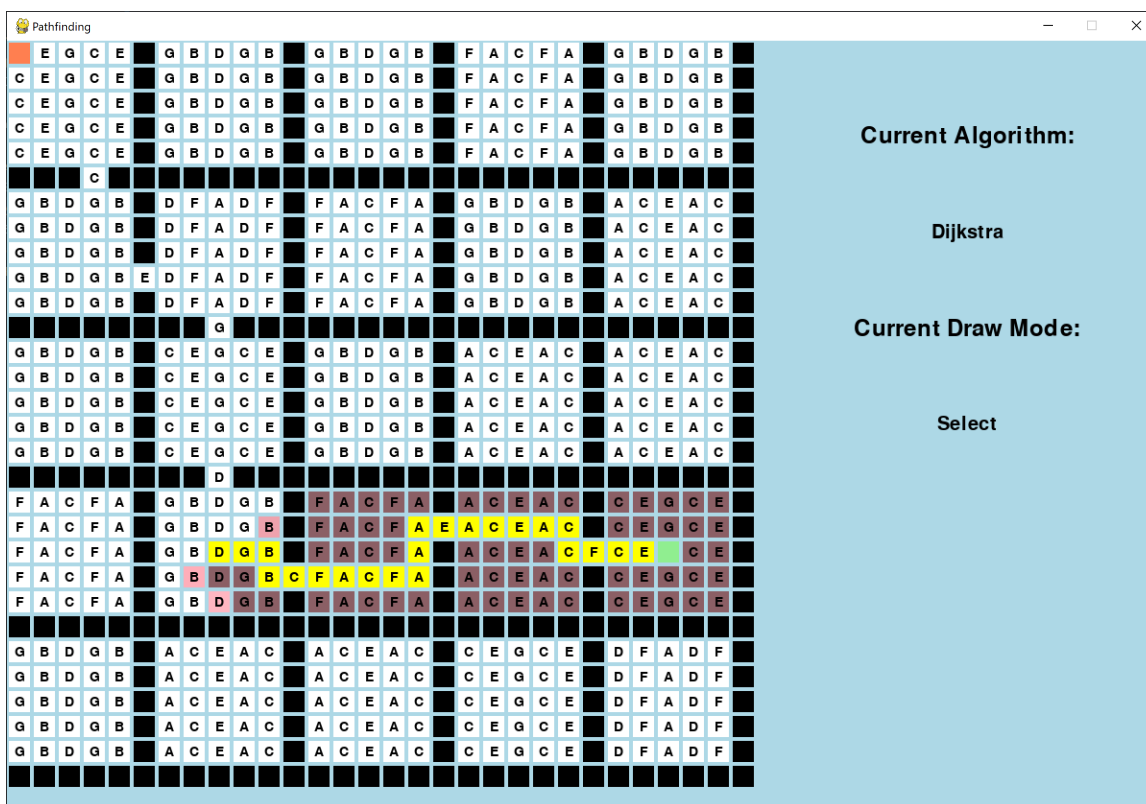 Pathfinding
E G C E G B D G B G B D G B F A C F A G B D G B
C E G C E G B D G B G B D G B F A C F A G B D G B
C E G C E G B D G B G B D G B F A C F A G B D G B
C E G C E G B D G B G B D G B F A C F A G B D G B
C E G C E G B D G B G B D G B F A C F A G B D G B
C
G B D G B D F A D F F A C F A G B D G B A C E A C
G B D G B D F A D F F A C F A G B D G B A C E A C
G B D G B D F A D F F A C F A G B D G B A C E A C
G B D G B E D F A D F F A C F A G B D G B A C E A C
G B D G B D F A D F F A C F A G B D G B A C E A C
G
G B D G B C E G C E G B D G B A C E A C A C E A C
G B D G B C E G C E G B D G B A C E A C A C E A C
G B D G B C E G C E G B D G B A C E A C A C E A C
G B D G B C E G C E G B D G B A C E A C A C E A C
G B D G B C E G C E G B D G B A C E A C A C E A C
D
F A C F A G B D G B F A C F A A C E A C C E G C E
F A C F A G B D G B F A C F A E A C E A C C E G C E
F A C F A G B D G B F A C F A A C E A C F C E C E
F A C F A G B D G B C F A C F A A C E A C C E G C E
F A C F A G B D G B F A C F A A C E A C C E G C E
G B D G B A C E A C A C E A C C E G C E D F A D F
G B D G B A C E A C A C E A C C E G C E D F A D F
G B D G B A C E A C A C E A C C E G C E D F A D F
G B D G B A C E A C A C E A C C E G C E D F A D F
G B D G B A C E A C A C E A C C E G C E D F A D F
Current Algorithm:
Dijkstra
Current Draw Mode:
Select